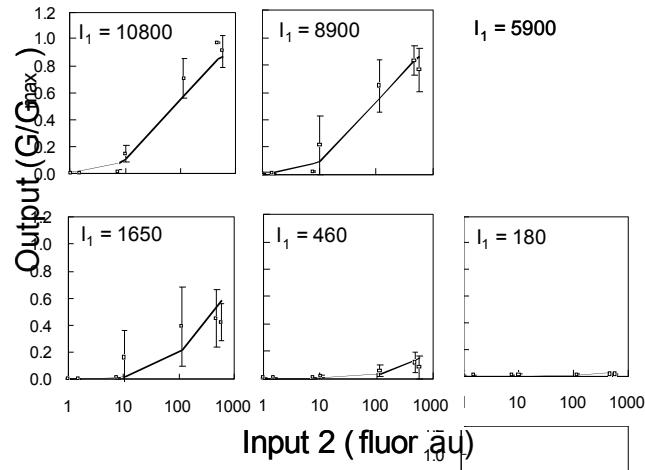 I1 = 10800
I1 = 8900
I1 = 5900
1.2
1.0
0.8
0.6
0.4
0.2
0.0
Output (G/Gmax)
I1 = 1650
I1 = 460
I1 = 180
1.2
1.0
0.8
0.6
0.4
0.2
0.0
1 10 100 1000
1 10 100 1000
1 10 100 1000
Input 2 (fluor au)
1.0